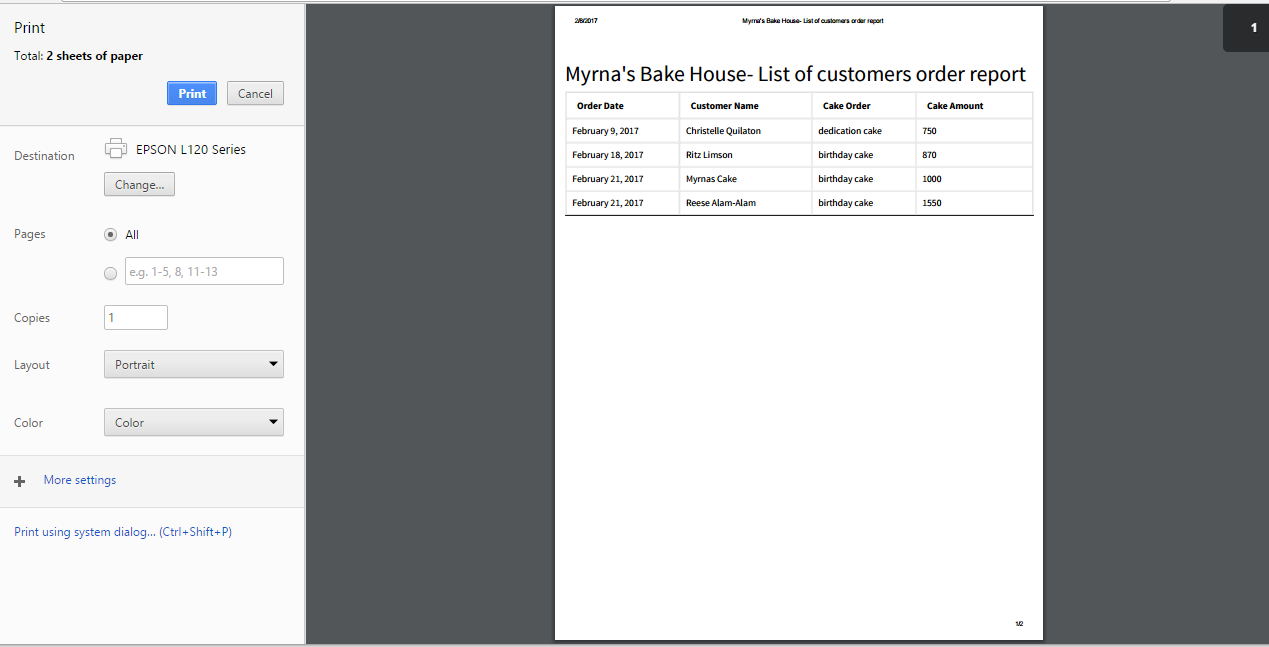 Print
Total: 2 sheets of paper
Print Cancel
Destination EPSON L120 Series
Change...
Pages All
e.g. 1-5, 8, 11-13
Copies 1
Layout Portrait
Color Color
More settings
Print using system dialog... (Ctrl+Shift+P)
2/8/2017 Myrna's Bake House- List of customers order report
1
Myrna's Bake House- List of customers order report
Order Date Customer Name Cake Order Cake Amount
February 9, 2017 Christelle Quilaton dedication cake 750
February 18, 2017 Ritz Limson birthday cake 870
February 21, 2017 Myrnas Cake birthday cake 1000
February 21, 2017 Reese Alam-Alam birthday cake 1550
1/2